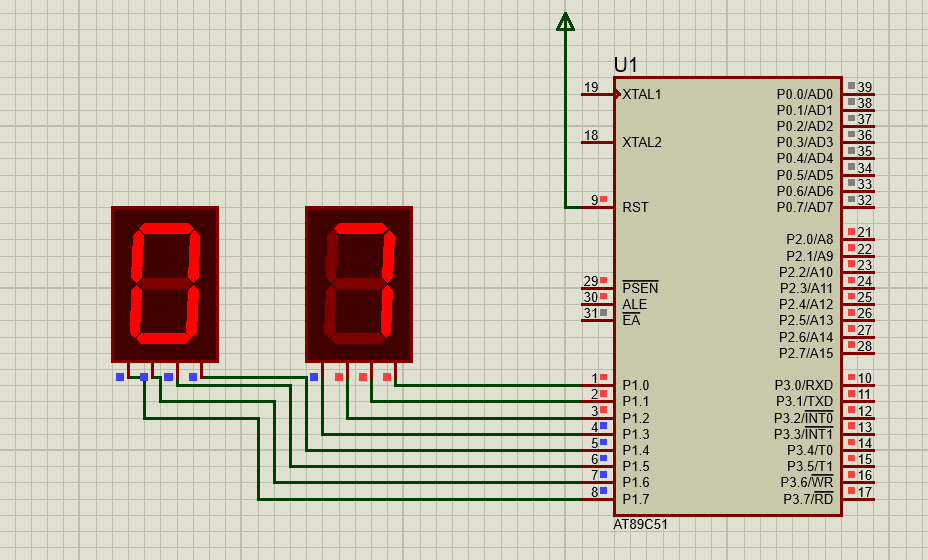 U1
19 XTAL1 P0.0/AD0 39
P0.1/AD1 38
P0.2/AD2 37
18 XTAL2 P0.3/AD3 36
P0.4/AD4 35
P0.5/AD5 34
P0.6/AD6 33
9 RST P0.7/AD7 32
P2.0/A8 21
P2.1/A9 22
P2.2/A10 23
29 PSEN P2.3/A11 24
30 ALE P2.4/A12 25
31 EA P2.5/A13 26
P2.6/A14 27
P2.7/A15 28
0 7
1 P1.0 P3.0/RXD 10
2 P1.1 P3.1/TXD 11
3 P1.2 P3.2/INT0 12
4 P1.3 P3.3/INT1 13
5 P1.4 P3.4/T0 14
6 P1.5 P3.5/T1 15
7 P1.6 P3.6/WR 16
8 P1.7 P3.7/RD 17
AT89C51